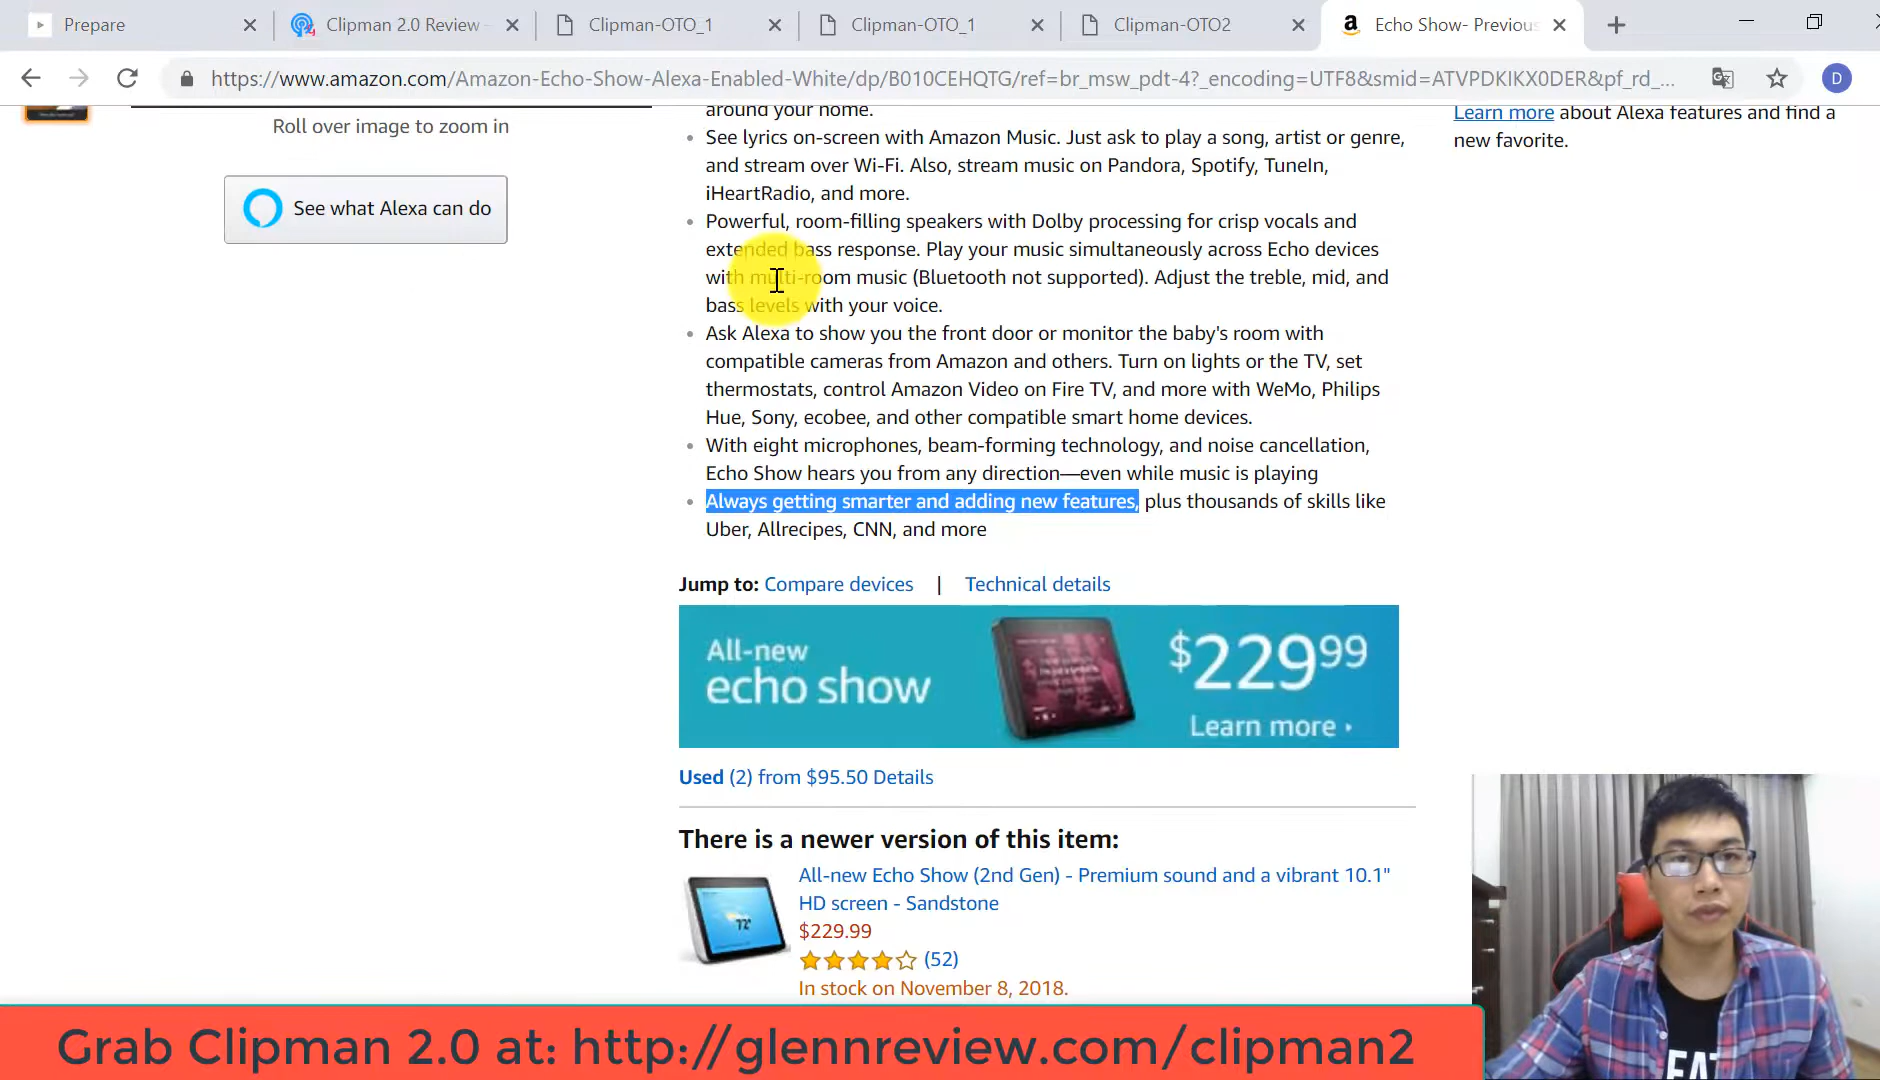 Prepare
Clipman 2.0 Review
Clipman-OTO_1
Clipman-OTO_1
Clipman-OTO2
Echo Show- Previous
https://www.amazon.com/Amazon-Echo-Show-Alexa-Enabled-White/dp/B010CEHQTG/ref=br_msw_pdt-4?_encoding=UTF8&smid=ATVPDKIKX0DER&pf_rd_...
D
Roll over image to zoom in
See what Alexa can do
around your home.
See lyrics on-screen with Amazon Music. Just ask to play a song, artist or genre,
and stream over Wi-Fi. Also, stream music on Pandora, Spotify, TuneIn,
iHeartRadio, and more.
Powerful, room-filling speakers with Dolby processing for crisp vocals and
extended bass response. Play your music simultaneously across Echo devices
with multi-room music (Bluetooth not supported). Adjust the treble, mid, and
bass levels with your voice.
Ask Alexa to show you the front door or monitor the baby's room with
compatible cameras from Amazon and others. Turn on lights or the TV, set
thermostats, control Amazon Video on Fire TV, and more with WeMo, Philips
Hue, Sony, ecobee, and other compatible smart home devices.
With eight microphones, beam-forming technology, and noise cancellation,
Echo Show hears you from any direction—even while music is playing
Always getting smarter and adding new features, plus thousands of skills like
Uber, Allrecipes, CNN, and more
Learn more about Alexa features and find a
new favorite.
Jump to: Compare devices | Technical details
All-new
echo show
$229.99
Learn more ›
Used (2) from $95.50 Details
There is a newer version of this item:
All-new Echo Show (2nd Gen) - Premium sound and a vibrant 10.1"
HD screen - Sandstone
$229.99
(52)
In stock on November 8, 2018.
72°
EAT
Grab Clipman 2.0 at: http://glennreview.com/clipman2